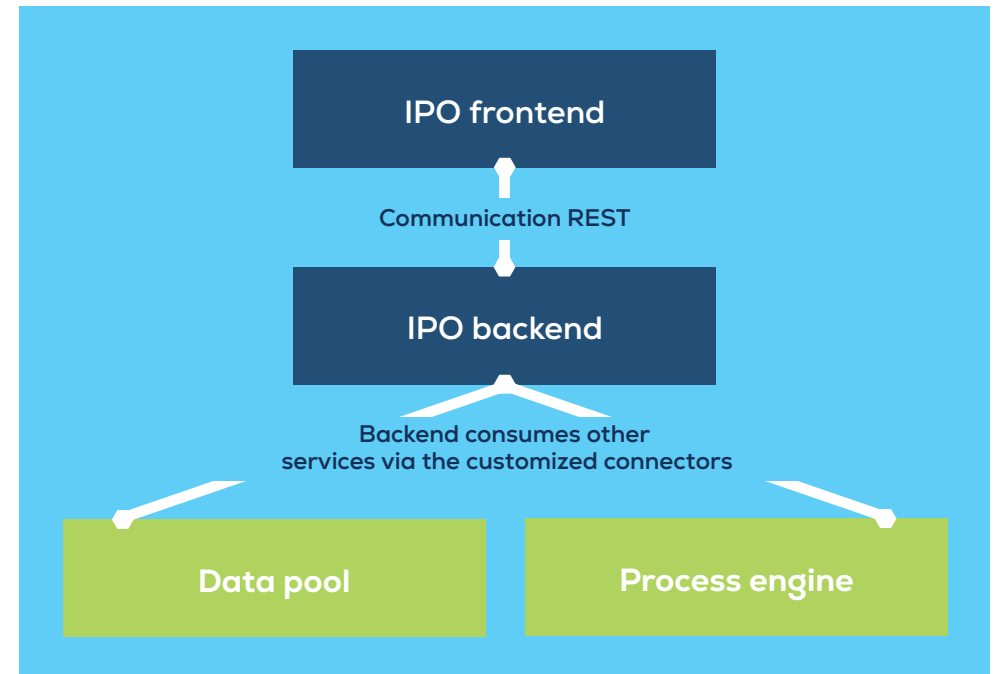 IPO frontend
Communication REST
IPO backend
Backend consumes other
services via the customized connectors
Data pool
Process engine